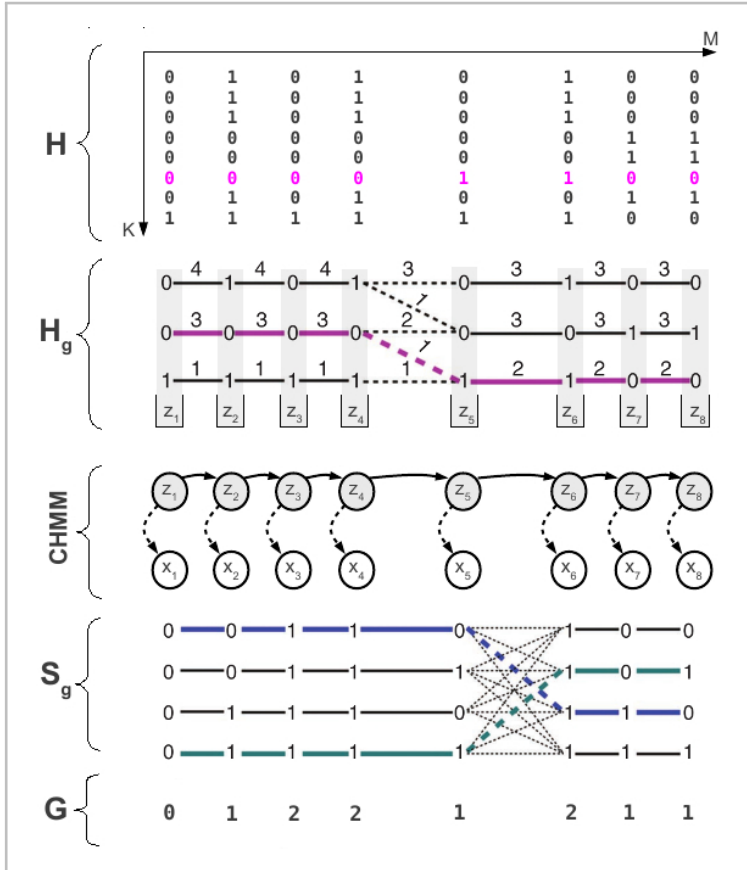 M
H
0 1 0 1 0 1 0 0
0 1 0 1 0 1 0 0
0 1 0 1 0 1 0 0
0 0 0 0 0 0 1 1
0 0 0 0 0 0 1 1
0 0 0 0 1 1 0 0
0 1 0 1 0 0 1 1
1 1 1 1 1 1 0 0
K
Hg
4 4 4 3 3 3 3
0 1 0 1 0 1 0 0
1
3 3 3 2 3 3 3
0 0 0 0 0 0 1 1
1
1 1 1 1 2 2 2
1 1 1 1 1 1 0 0
z1 z2 z3 z4 z5 z6 z7 z8
CHMM
z1 z2 z3 z4 z5 z6 z7 z8
x1 x2 x3 x4 x5 x6 x7 x8
Sg
0 0 1 1 0 1 0 0
0 0 1 1 1 1 0 1
0 1 1 1 0 1 1 0
0 1 1 1 1 1 1 1
G
0 1 2 2 1 2 1 1